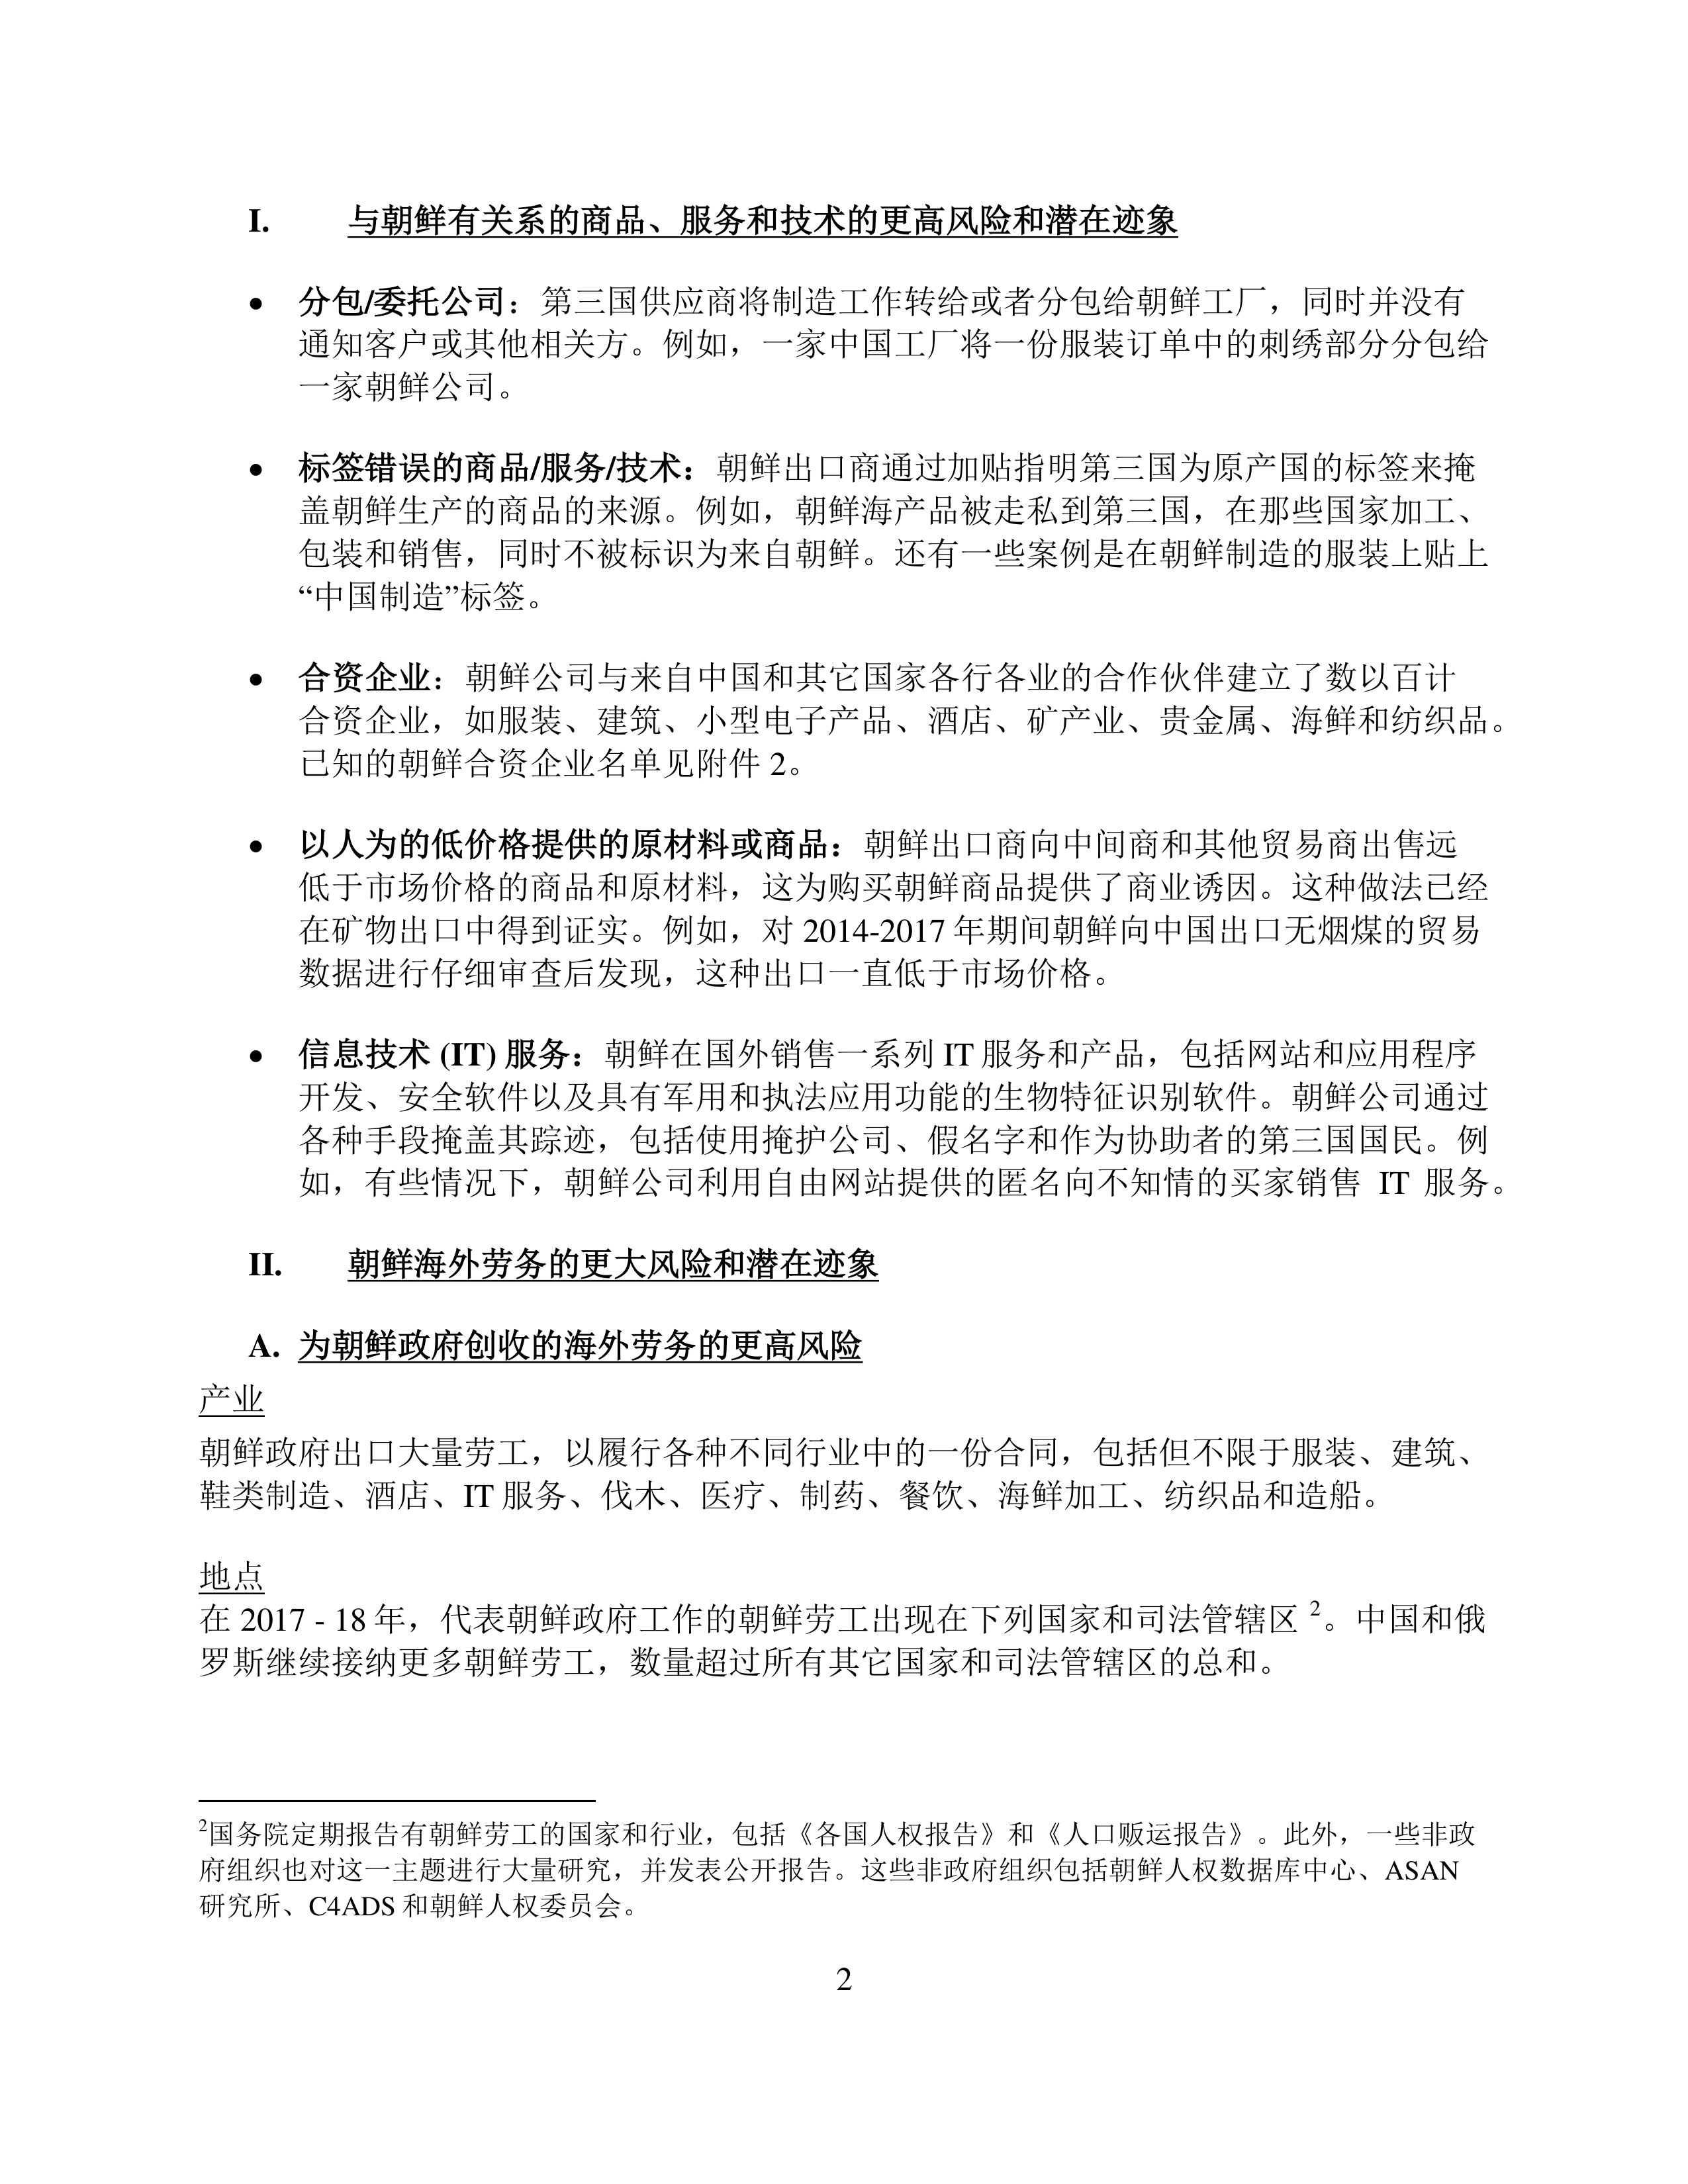 I. 与朝鲜有关系的商品、服务和技术的更高风险和潜在迹象
• 分包/委托公司：第三国供应商将制造工作转给或者分包给朝鲜工厂，同时并没有
通知客户或其他相关方。例如，一家中国工厂将一份服装订单中的刺绣部分分包给
一家朝鲜公司。
• 标签错误的商品/服务/技术：朝鲜出口商通过加贴指明第三国为原产国的标签来掩
盖朝鲜生产的商品的来源。例如，朝鲜海产品被走私到第三国，在那些国家加工、
包装和销售，同时不被标识为来自朝鲜。还有一些案例是在朝鲜制造的服装上贴上
“中国制造”标签。
• 合资企业：朝鲜公司与来自中国和其它国家各行各业的合作伙伴建立了数以百计
合资企业，如服装、建筑、小型电子产品、酒店、矿产业、贵金属、海鲜和纺织品。
已知的朝鲜合资企业名单见附件 2。
• 以人为的低价格提供的原材料或商品：朝鲜出口商向中间商和其他贸易商出售远
低于市场价格的商品和原材料，这为购买朝鲜商品提供了商业诱因。这种做法已经
在矿物出口中得到证实。例如，对 2014-2017 年期间朝鲜向中国出口无烟煤的贸易
数据进行仔细审查后发现，这种出口一直低于市场价格。
• 信息技术 (IT) 服务：朝鲜在国外销售一系列 IT 服务和产品，包括网站和应用程序
开发、安全软件以及具有军用和执法应用功能的生物特征识别软件。朝鲜公司通过
各种手段掩盖其踪迹，包括使用掩护公司、假名字和作为协助者的第三国国民。例
如，有些情况下，朝鲜公司利用自由网站提供的匿名向不知情的买家销售 IT 服务。
II. 朝鲜海外劳务的更大风险和潜在迹象
A. 为朝鲜政府创收的海外劳务的更高风险
产业
朝鲜政府出口大量劳工，以履行各种不同行业中的一份合同，包括但不限于服装、建筑、
鞋类制造、酒店、IT 服务、伐木、医疗、制药、餐饮、海鲜加工、纺织品和造船。
地点
在 2017 - 18 年，代表朝鲜政府工作的朝鲜劳工出现在下列国家和司法管辖区 2。中国和俄
罗斯继续接纳更多朝鲜劳工，数量超过所有其它国家和司法管辖区的总和。
2国务院定期报告有朝鲜劳工的国家和行业，包括《各国人权报告》和《人口贩运报告》。此外，一些非政
府组织也对这一主题进行大量研究，并发表公开报告。这些非政府组织包括朝鲜人权数据库中心、ASAN
研究所、C4ADS 和朝鲜人权委员会。
2